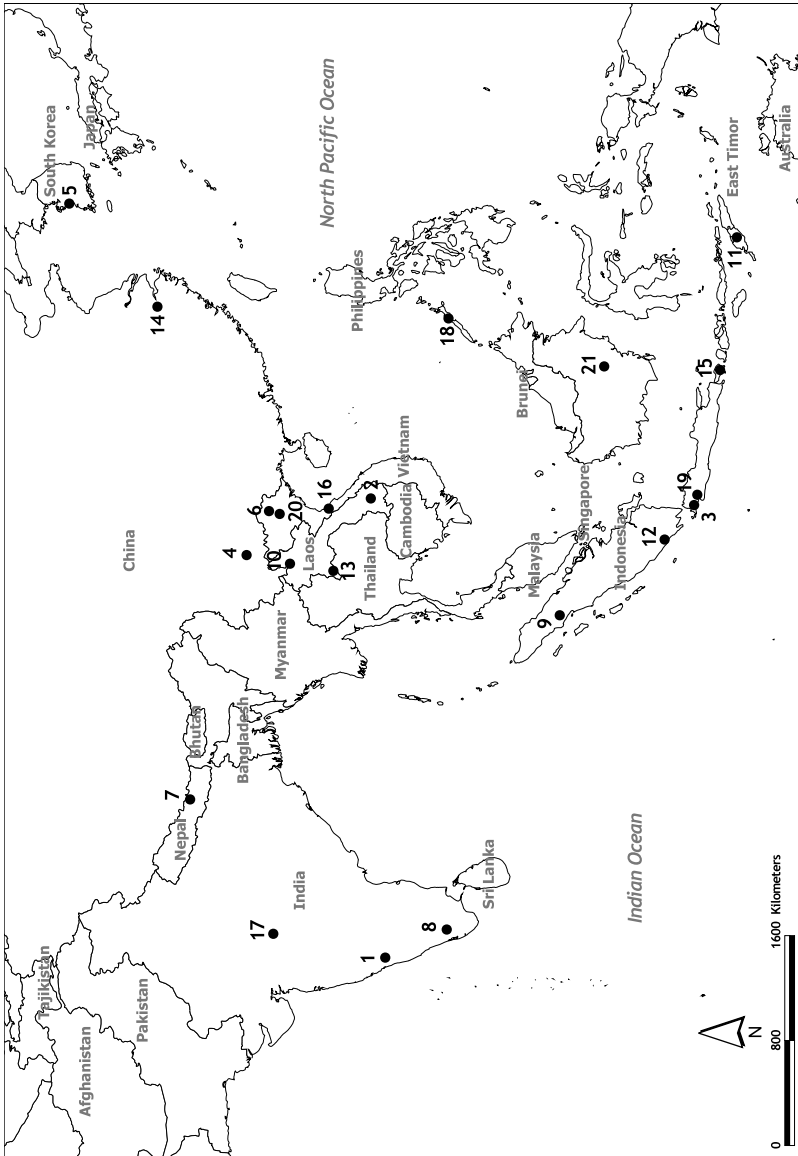 Tajikistan
South Korea
5
Afghanistan
Japan
China
Pakistan
14
7
Nepal
Bhutan
4
Bangladesh
17
6
10
Myanmar
20
India
Laos
16
North Pacific Ocean
13
Philippines
1
Thailand
2
Cambodia
Vietnam
8
18
Sri Lanka
Brunei
Malaysia
9
Singapore
21
Indonesia
Indian Ocean
12
19
15
3
East Timor
11
N
Australia
0 800 1600 Kilometers